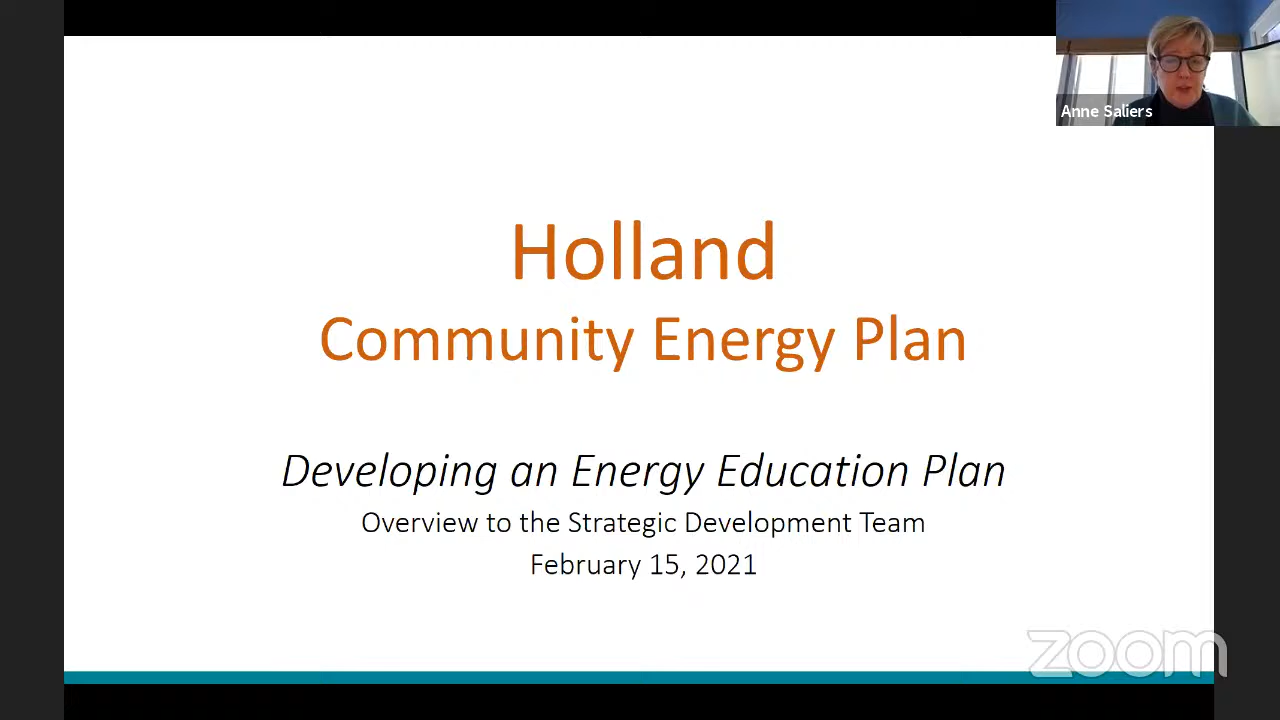 Anne Saliers
Holland
Community Energy Plan
Developing an Energy Education Plan
Overview to the Strategic Development Team
February 15, 2021
zoom